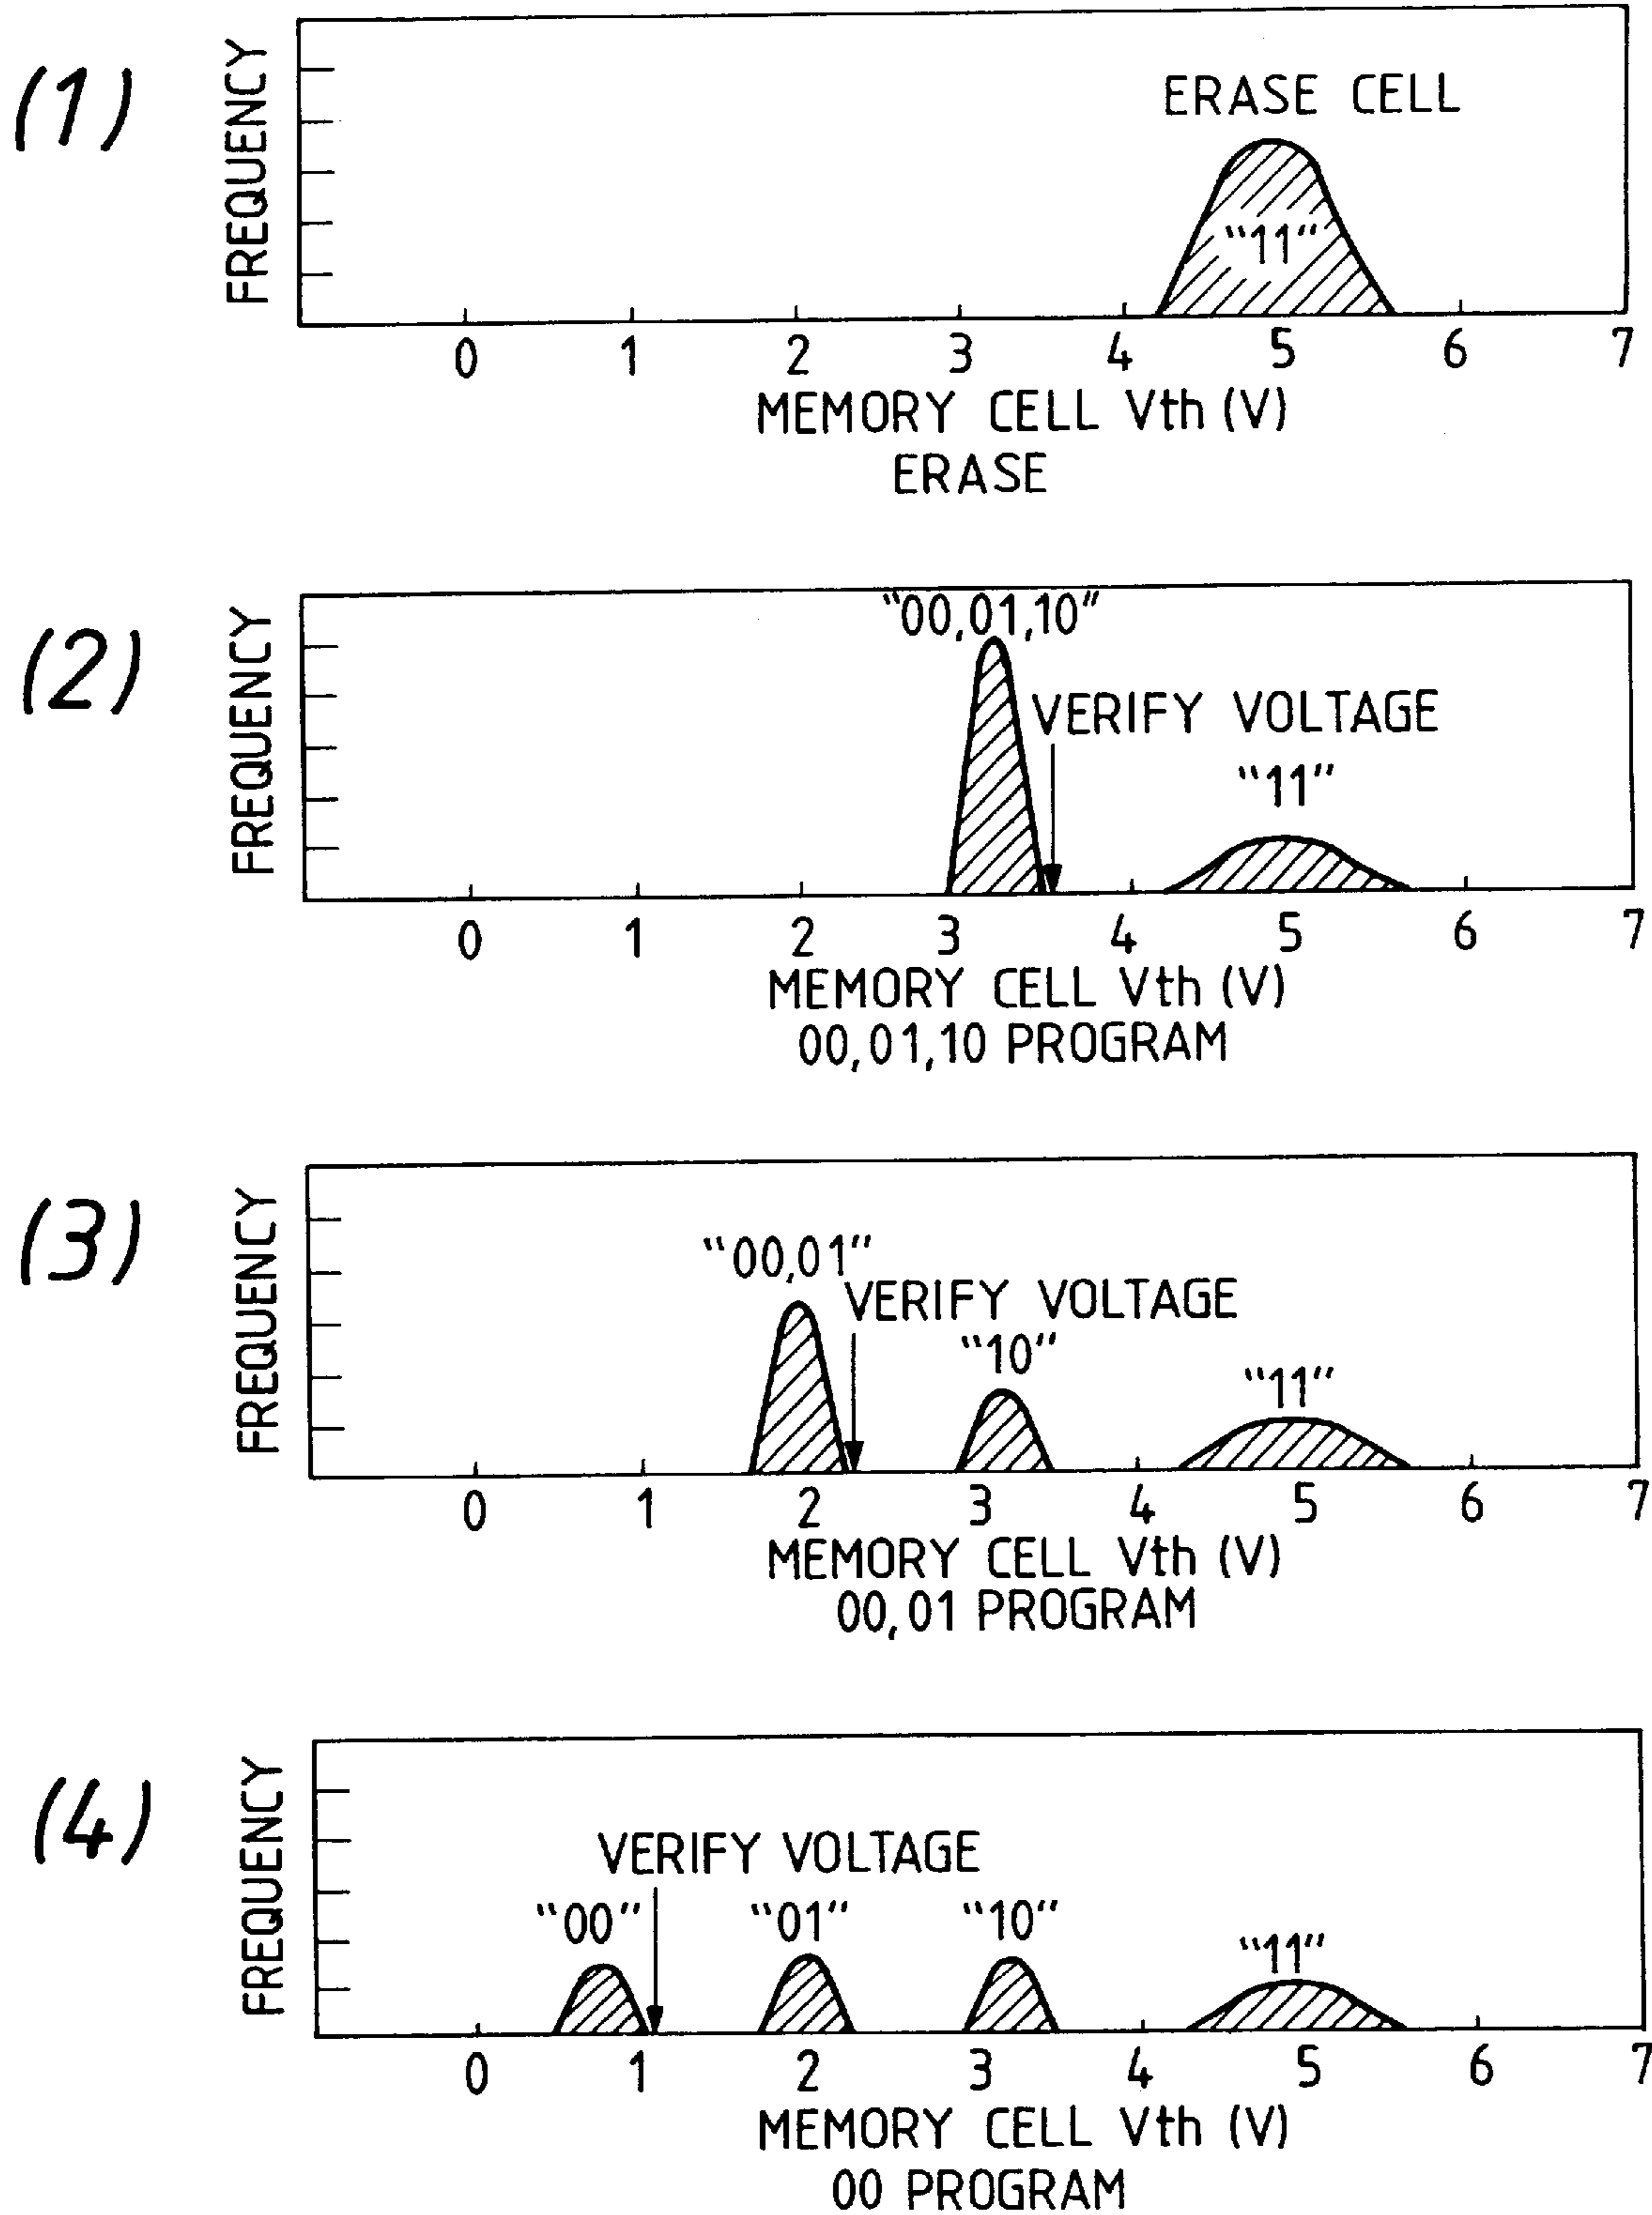 (1)
FREQUENCY
ERASE CELL
"11"
0 1 2 3 4 5 6 7
MEMORY CELL Vth (V)
ERASE
(2)
FREQUENCY
"00,01,10"
VERIFY VOLTAGE
"11"
0 1 2 3 4 5 6 7
MEMORY CELL Vth (V)
00,01,10 PROGRAM
(3)
FREQUENCY
"00,01"
VERIFY VOLTAGE
"10"
"11"
0 1 2 3 4 5 6 7
MEMORY CELL Vth (V)
00,01 PROGRAM
(4)
FREQUENCY
VERIFY VOLTAGE
"00" "01" "10" "11"
0 1 2 3 4 5 6 7
MEMORY CELL Vth (V)
00 PROGRAM